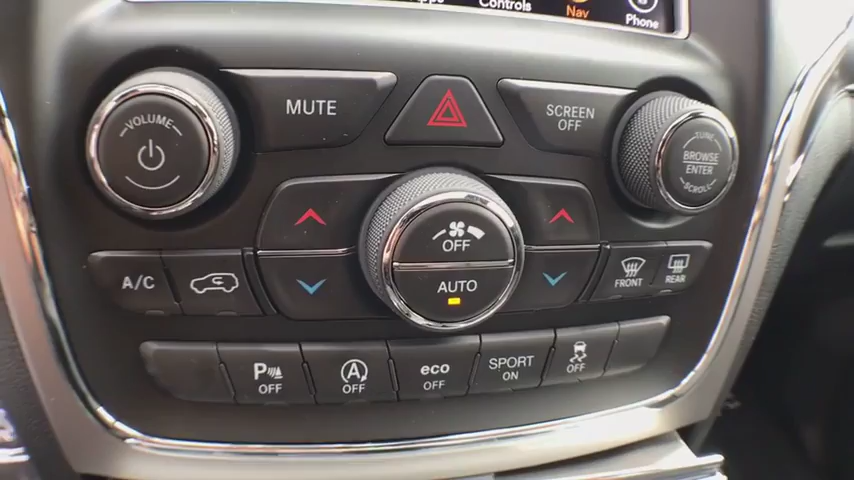 Controls
Nav
Phone
VOLUME
MUTE
SCREEN
OFF
TUNE
BROWSE
ENTER
SCROLL
OFF
AUTO
A/C
FRONT
REAR
P
OFF
A
OFF
eco
OFF
SPORT
ON
OFF